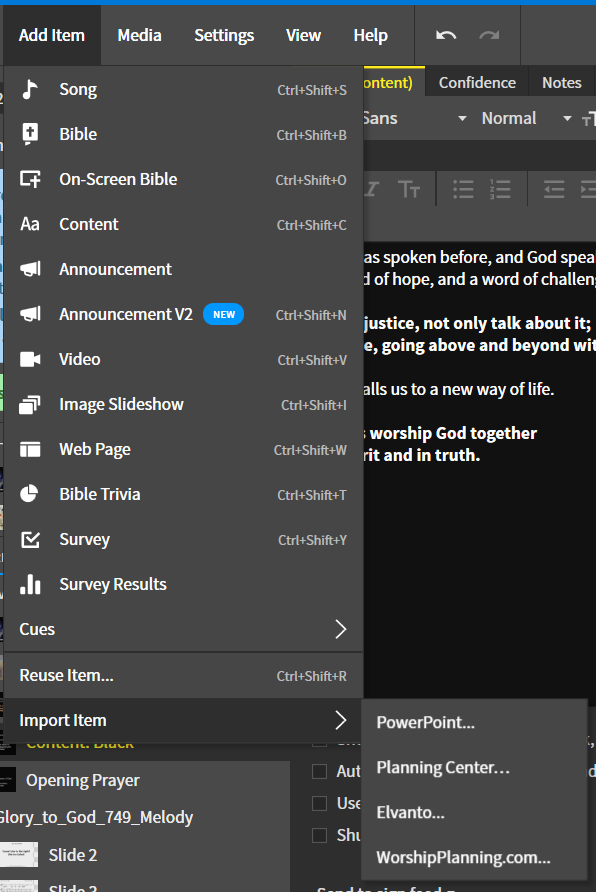 Add Item Media Settings View Help
Song Ctrl+Shift+S
Bible Ctrl+Shift+B
On-Screen Bible Ctrl+Shift+O
Aa Content Ctrl+Shift+C
Announcement
Announcement V2 NEW Ctrl+Shift+N
Video Ctrl+Shift+V
Image Slideshow Ctrl+Shift+I
Web Page Ctrl+Shift+W
Bible Trivia Ctrl+Shift+T
Survey Ctrl+Shift+Y
Survey Results
Cues
Reuse Item... Ctrl+Shift+R
Import Item
PowerPoint...
Planning Center...
Elvanto...
WorshipPlanning.com...
ontent) Confidence Notes
Sans Normal
as spoken before, and God spea
d of hope, and a word of challen
justice, not only talk about it;
e, going above and beyond wit
alls us to a new way of life.
s worship God together
rit and in truth.
Content: Black
Opening Prayer
Glory_to_God_749_Melody
Slide 2
Slide 3
Aut
Use
Shu